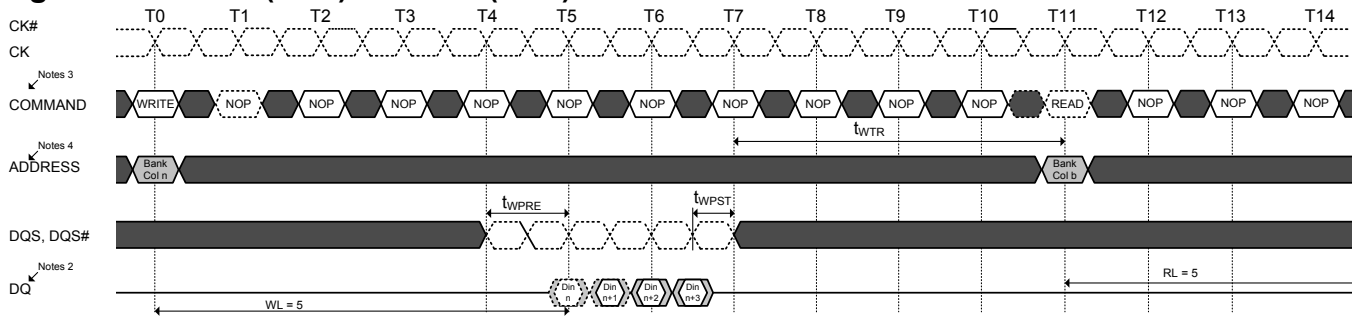 T0 T1 T2 T3 T4 T5 T6 T7 T8 T9 T10 T11 T12 T13 T14
CK#
CK
Notes 3
COMMAND WRITE NOP NOP NOP NOP NOP NOP NOP NOP NOP NOP READ NOP NOP NOP
tWTR
Notes 4
ADDRESS
Bank Bank
Col n Col b
tWPRE tWPST
DQS, DQS#
Notes 2
DQ
Din Din Din Din
n n+1 n+2 n+3
RL = 5
WL = 5